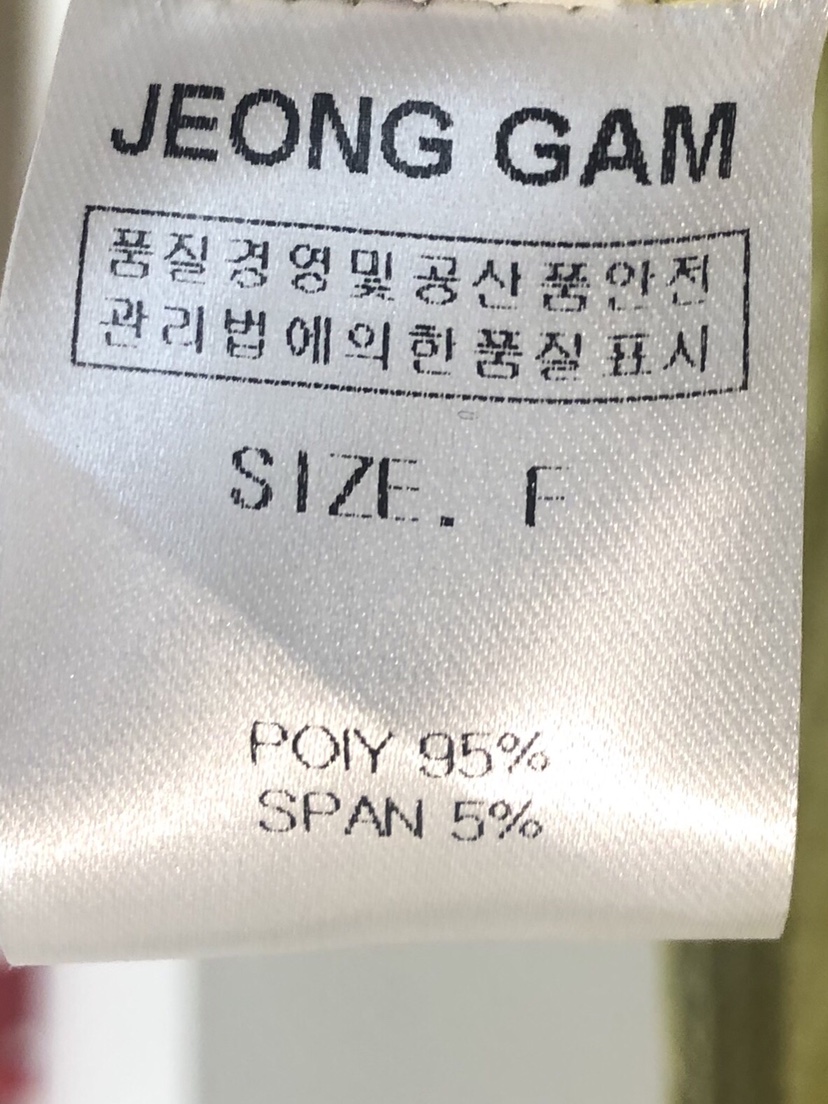 JEONG GAM
품질경영및공산품안전
관리법에의한품질표시
SIZE. F
POIY 95%
SPAN 5%